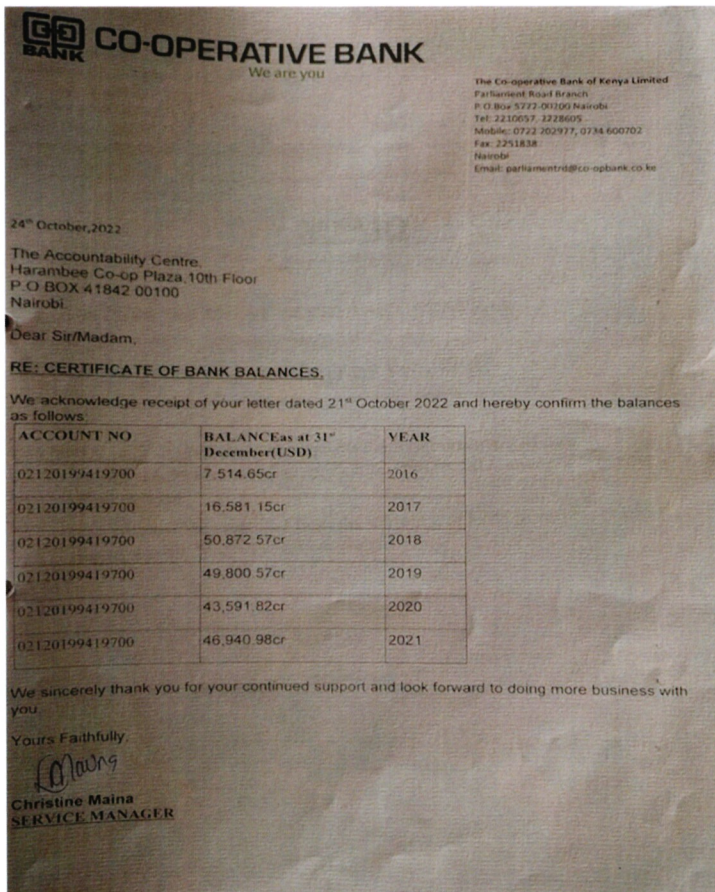 CO-OP BANK CO-OPERATIVE BANK
We are you
The Co-operative Bank of Kenya Limited
Parliament Road Branch
P.O.Box 5772-00200 Nairobi
Tel: 2210657, 2228605
Mobile: 0722 202977, 0734 600702
Fax: 2251838
Nairobi
Email: parliamentrd@co-opbank.co.ke
24th October,2022
The Accountability Centre,
Harambee Co-op Plaza,10th Floor
P.O BOX 41842 00100
Nairobi.
Dear Sir/Madam,
RE: CERTIFICATE OF BANK BALANCES.
We acknowledge receipt of your letter dated 21st October 2022 and hereby confirm the balances
as follows:
ACCOUNT NO BALANCEas at 31st December(USD) YEAR
02120199419700 7,514.65cr 2016
02120199419700 16,581.15cr 2017
02120199419700 50,872.57cr 2018
02120199419700 49,800.57cr 2019
02120199419700 43,591.82cr 2020
02120199419700 46,940.98cr 2021
We sincerely thank you for your continued support and look forward to doing more business with
you.
Yours Faithfully,
Christine Maina
SERVICE MANAGER